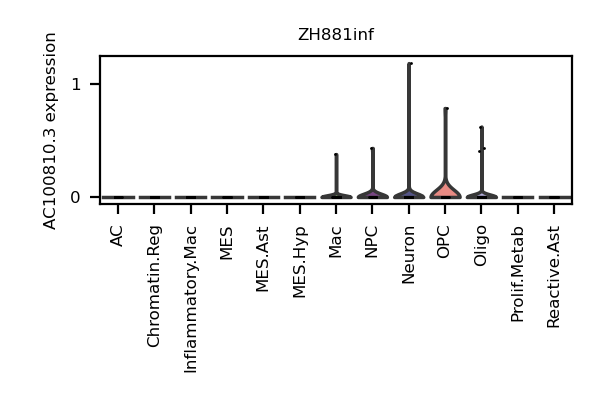 ZH881inf
AC100810.3 expression
1
0
AC
Chromatin.Reg
Inflammatory.Mac
MES
MES.Ast
MES.Hyp
Mac
NPC
Neuron
OPC
Oligo
Prolif.Metab
Reactive.Ast